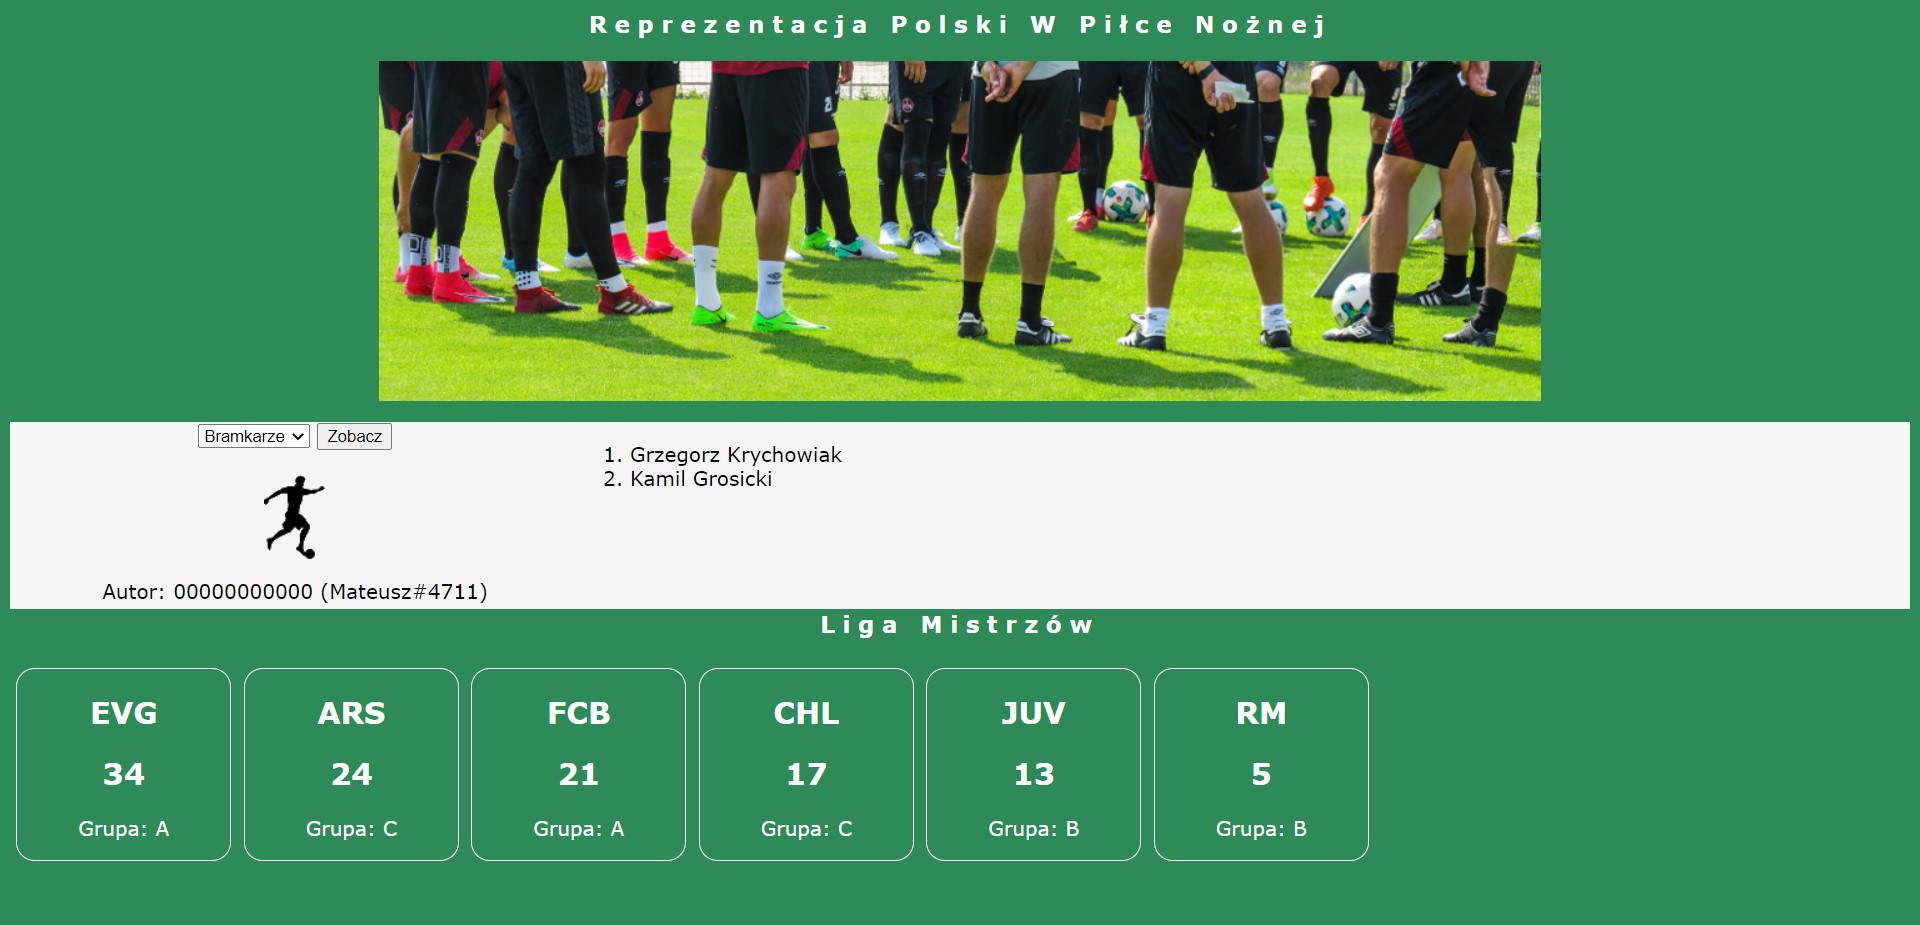 Reprezentacja Polski W Piłce Nożnej
Bramkarze Zobacz
1. Grzegorz Krychowiak
2. Kamil Grosicki
Autor: 00000000000 (Mateusz#4711)
Liga Mistrzów
EVG
34
Grupa: A
ARS
24
Grupa: C
FCB
21
Grupa: A
CHL
17
Grupa: C
JUV
13
Grupa: B
RM
5
Grupa: B